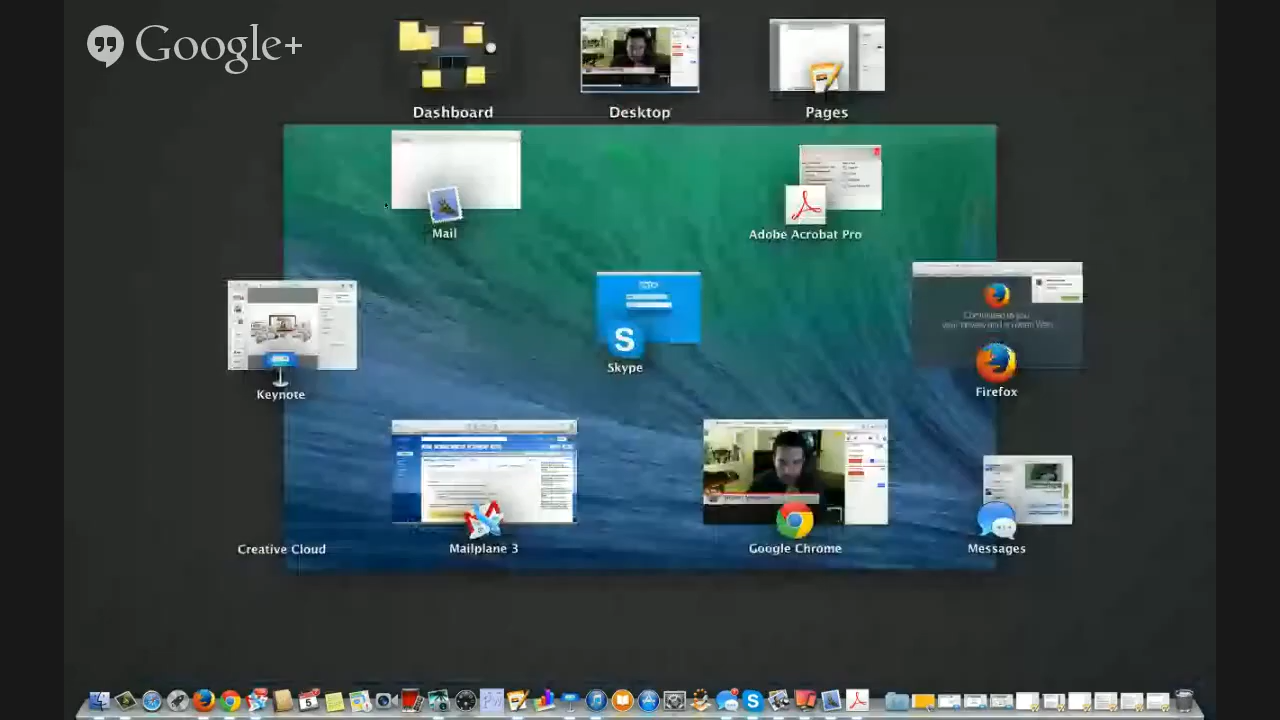 Google+
Dashboard
Desktop
Pages
Mail
Adobe Acrobat Pro
Keynote
Skype
Firefox
Creative Cloud
Mailplane 3
Google Chrome
Messages